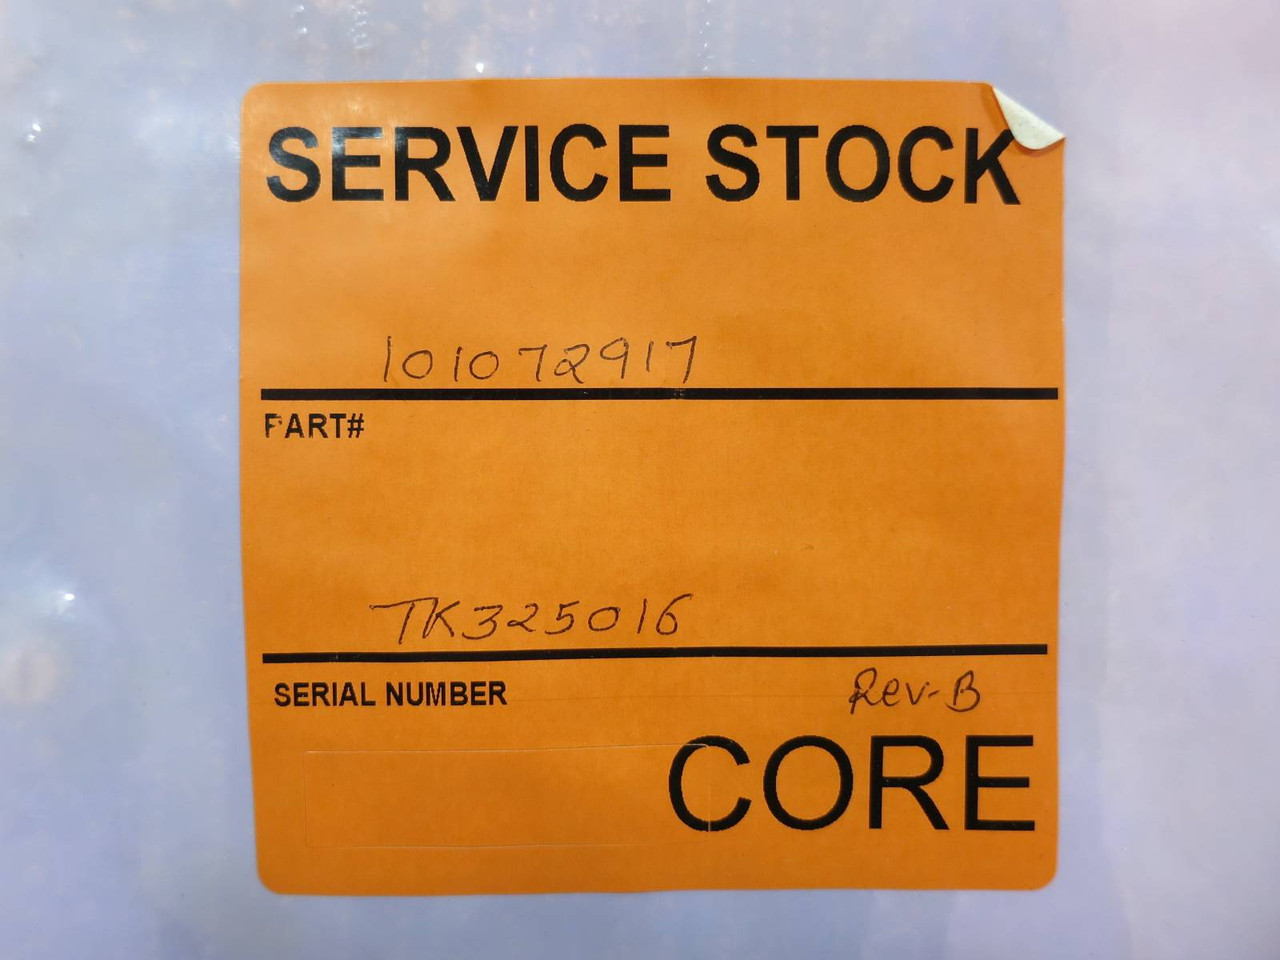 SERVICE STOCK
101072917
PART#
TK325016
SERIAL NUMBER
Rev-B
CORE